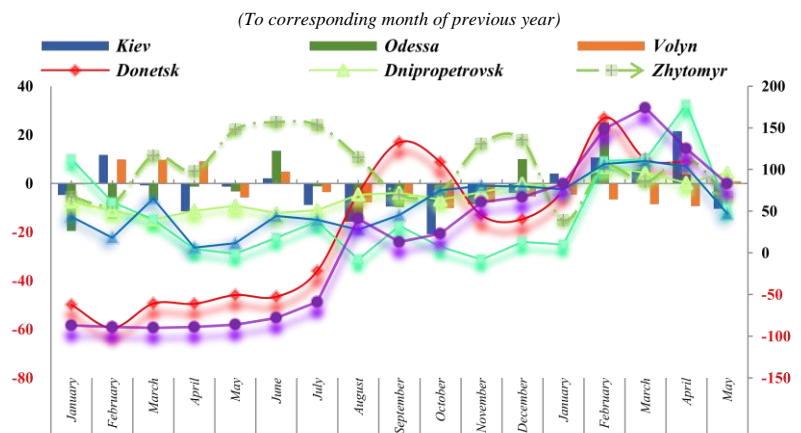 (To corresponding month of previous year)
Kiev Odessa Volyn
Donetsk Dnipropetrovsk Zhytomyr
40 200
20 150
0 100
-20 50
-40 0
-60 -50
-80 -100
-150
January February March April May June July August September October November December January February March April May